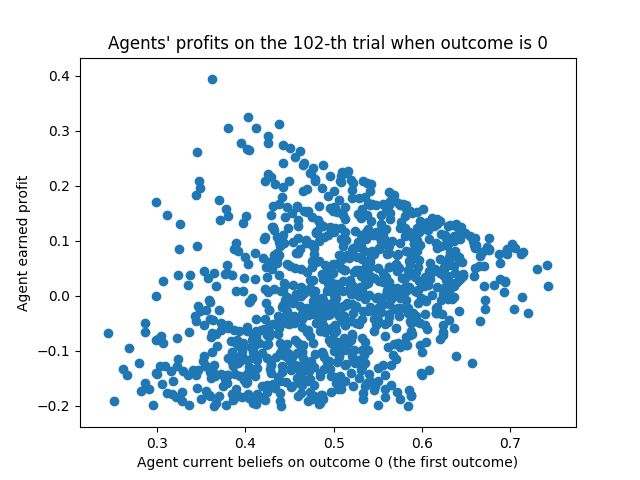 Agents' profits on the 102-th trial when outcome is 0
Agent earned profit
0.4
0.3
0.2
0.1
0.0
−0.1
−0.2
0.3 0.4 0.5 0.6 0.7
Agent current beliefs on outcome 0 (the first outcome)